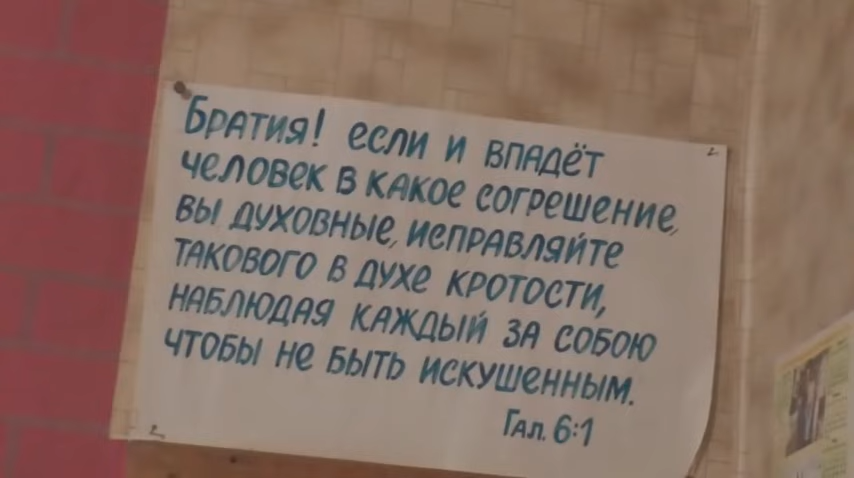 Братия! если и впадёт
человек в какое согрешение,
вы духовные, исправляйте
такового в духе кротости,
наблюдая каждый за собою
чтобы не быть искушенным.
Гал. 6:1